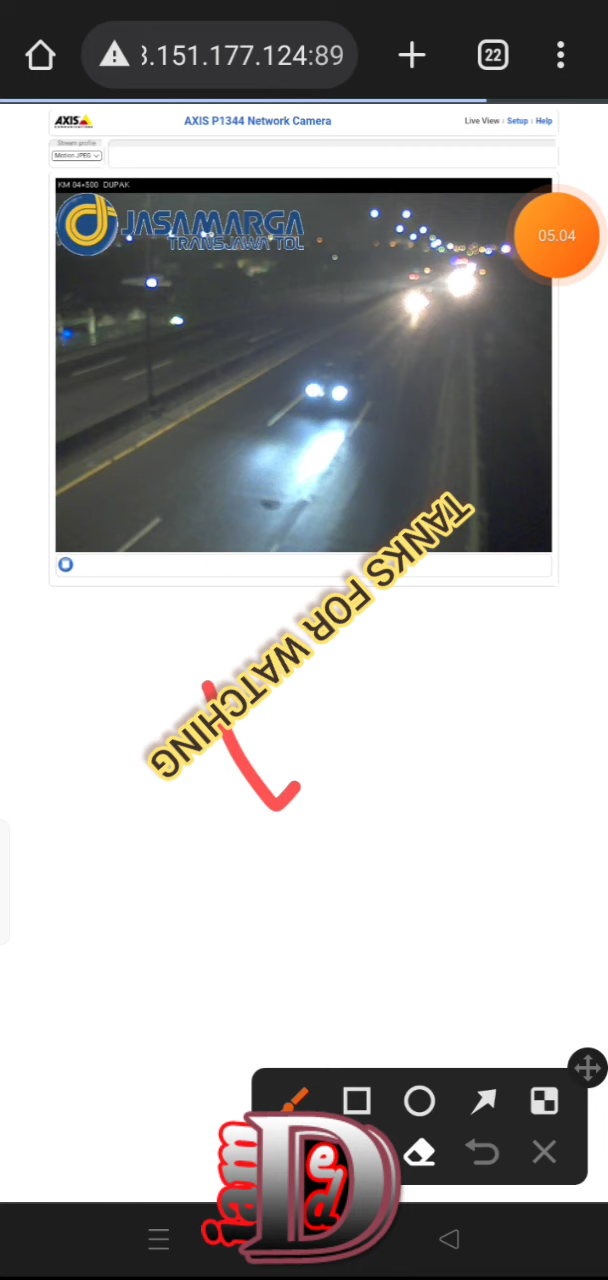 3.151.177.124:89
22
AXIS
COMMUNICATIONS
AXIS P1344 Network Camera
Live View | Setup | Help
Stream profile
Motion JPEG
KM 04+500 DUPAK
JASAMARGA
TRANSJAWA TOL
05.04
TANKS FOR WATCHING
D